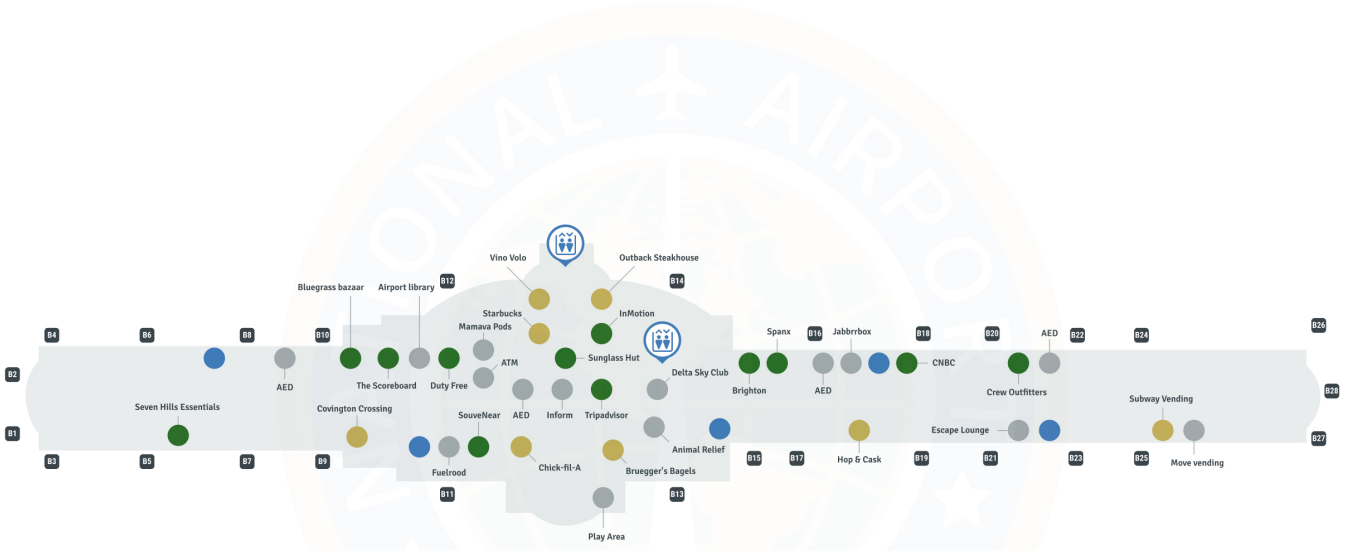 NATIONAL AIRPORT
Vino Volo
Outback Steakhouse
B12
B14
Bluegrass bazaar
Airport library
Starbucks
InMotion
Mamava Pods
B4
B6
B8
B10
Spanx
B16
Jabbrrbox
B18
B20
AED
B22
B24
B26
ATM
Sunglass Hut
CNBC
B2
AED
The Scoreboard
Duty Free
Delta Sky Club
Brighton
AED
Crew Outfitters
B28
Seven Hills Essentials
Covington Crossing
SouveNear
AED
Inform
Tripadvisor
Subway Vending
B1
Escape Lounge
B27
Animal Relief
B3
B5
B7
B9
Fuelrood
Chick-fil-A
Bruegger's Bagels
B15
B17
Hop & Cask
B19
B21
B23
B25
Move vending
B11
B13
Play Area